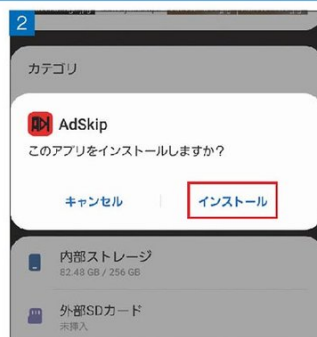 2
カテゴリ
AdSkip
このアプリをインストールしますか？
キャンセル
インストール
内部ストレージ
82.48 GB / 256 GB
外部SDカード
未挿入